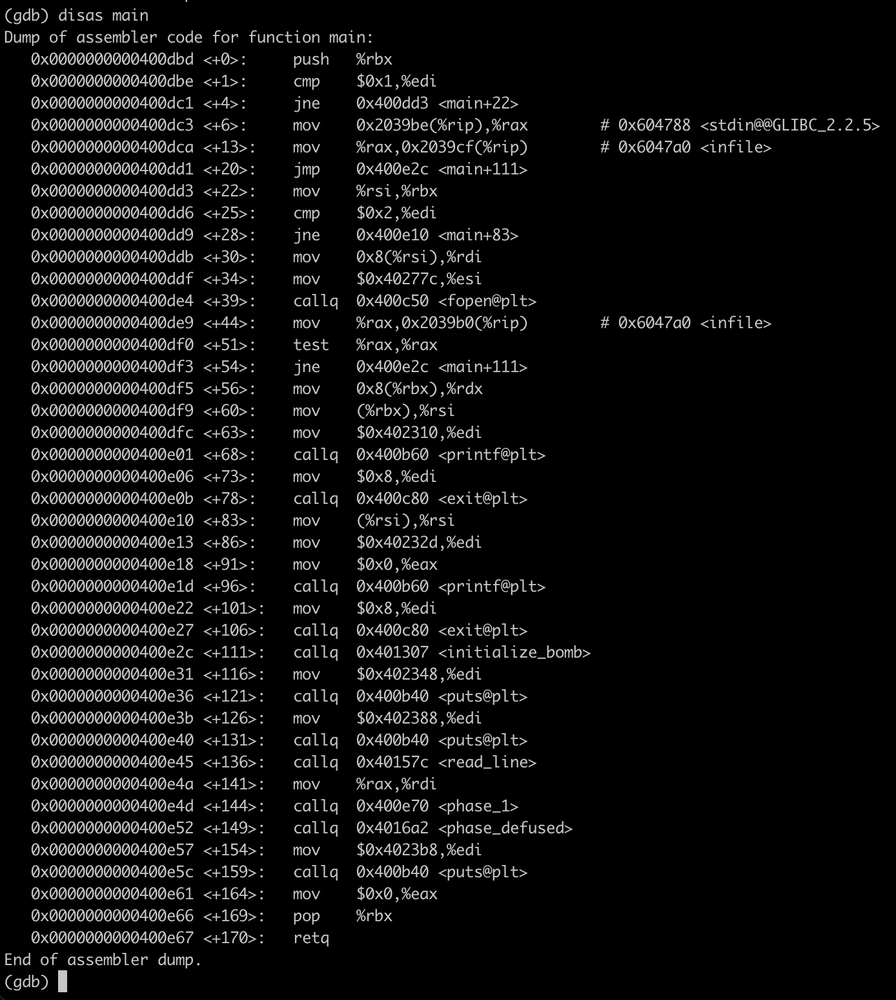 (gdb) disas main
Dump of assembler code for function main:
   0x0000000000400dbd <+0>:     push   %rbx
   0x0000000000400dbe <+1>:     cmp    $0x1,%edi
   0x0000000000400dc1 <+4>:     jne    0x400dd3 <main+22>
   0x0000000000400dc3 <+6>:     mov    0x2039be(%rip),%rax        # 0x604788 <stdin@@GLIBC_2.2.5>
   0x0000000000400dca <+13>:    mov    %rax,0x2039cf(%rip)        # 0x6047a0 <infile>
   0x0000000000400dd1 <+20>:    jmp    0x400e2c <main+111>
   0x0000000000400dd3 <+22>:    mov    %rsi,%rbx
   0x0000000000400dd6 <+25>:    cmp    $0x2,%edi
   0x0000000000400dd9 <+28>:    jne    0x400e10 <main+83>
   0x0000000000400ddb <+30>:    mov    0x8(%rsi),%rdi
   0x0000000000400ddf <+34>:    mov    $0x40277c,%esi
   0x0000000000400de4 <+39>:    callq  0x400c50 <fopen@plt>
   0x0000000000400de9 <+44>:    mov    %rax,0x2039b0(%rip)        # 0x6047a0 <infile>
   0x0000000000400df0 <+51>:    test   %rax,%rax
   0x0000000000400df3 <+54>:    jne    0x400e2c <main+111>
   0x0000000000400df5 <+56>:    mov    0x8(%rbx),%rdx
   0x0000000000400df9 <+60>:    mov    (%rbx),%rsi
   0x0000000000400dfc <+63>:    mov    $0x402310,%edi
   0x0000000000400e01 <+68>:    callq  0x400b60 <printf@plt>
   0x0000000000400e06 <+73>:    mov    $0x8,%edi
   0x0000000000400e0b <+78>:    callq  0x400c80 <exit@plt>
   0x0000000000400e10 <+83>:    mov    (%rsi),%rsi
   0x0000000000400e13 <+86>:    mov    $0x40232d,%edi
   0x0000000000400e18 <+91>:    mov    $0x0,%eax
   0x0000000000400e1d <+96>:    callq  0x400b60 <printf@plt>
   0x0000000000400e22 <+101>:   mov    $0x8,%edi
   0x0000000000400e27 <+106>:   callq  0x400c80 <exit@plt>
   0x0000000000400e2c <+111>:   callq  0x401307 <initialize_bomb>
   0x0000000000400e31 <+116>:   mov    $0x402348,%edi
   0x0000000000400e36 <+121>:   callq  0x400b40 <puts@plt>
   0x0000000000400e3b <+126>:   mov    $0x402388,%edi
   0x0000000000400e40 <+131>:   callq  0x400b40 <puts@plt>
   0x0000000000400e45 <+136>:   callq  0x40157c <read_line>
   0x0000000000400e4a <+141>:   mov    %rax,%rdi
   0x0000000000400e4d <+144>:   callq  0x400e70 <phase_1>
   0x0000000000400e52 <+149>:   callq  0x4016a2 <phase_defused>
   0x0000000000400e57 <+154>:   mov    $0x4023b8,%edi
   0x0000000000400e5c <+159>:   callq  0x400b40 <puts@plt>
   0x0000000000400e61 <+164>:   mov    $0x0,%eax
   0x0000000000400e66 <+169>:   pop    %rbx
   0x0000000000400e67 <+170>:   retq
End of assembler dump.
(gdb)